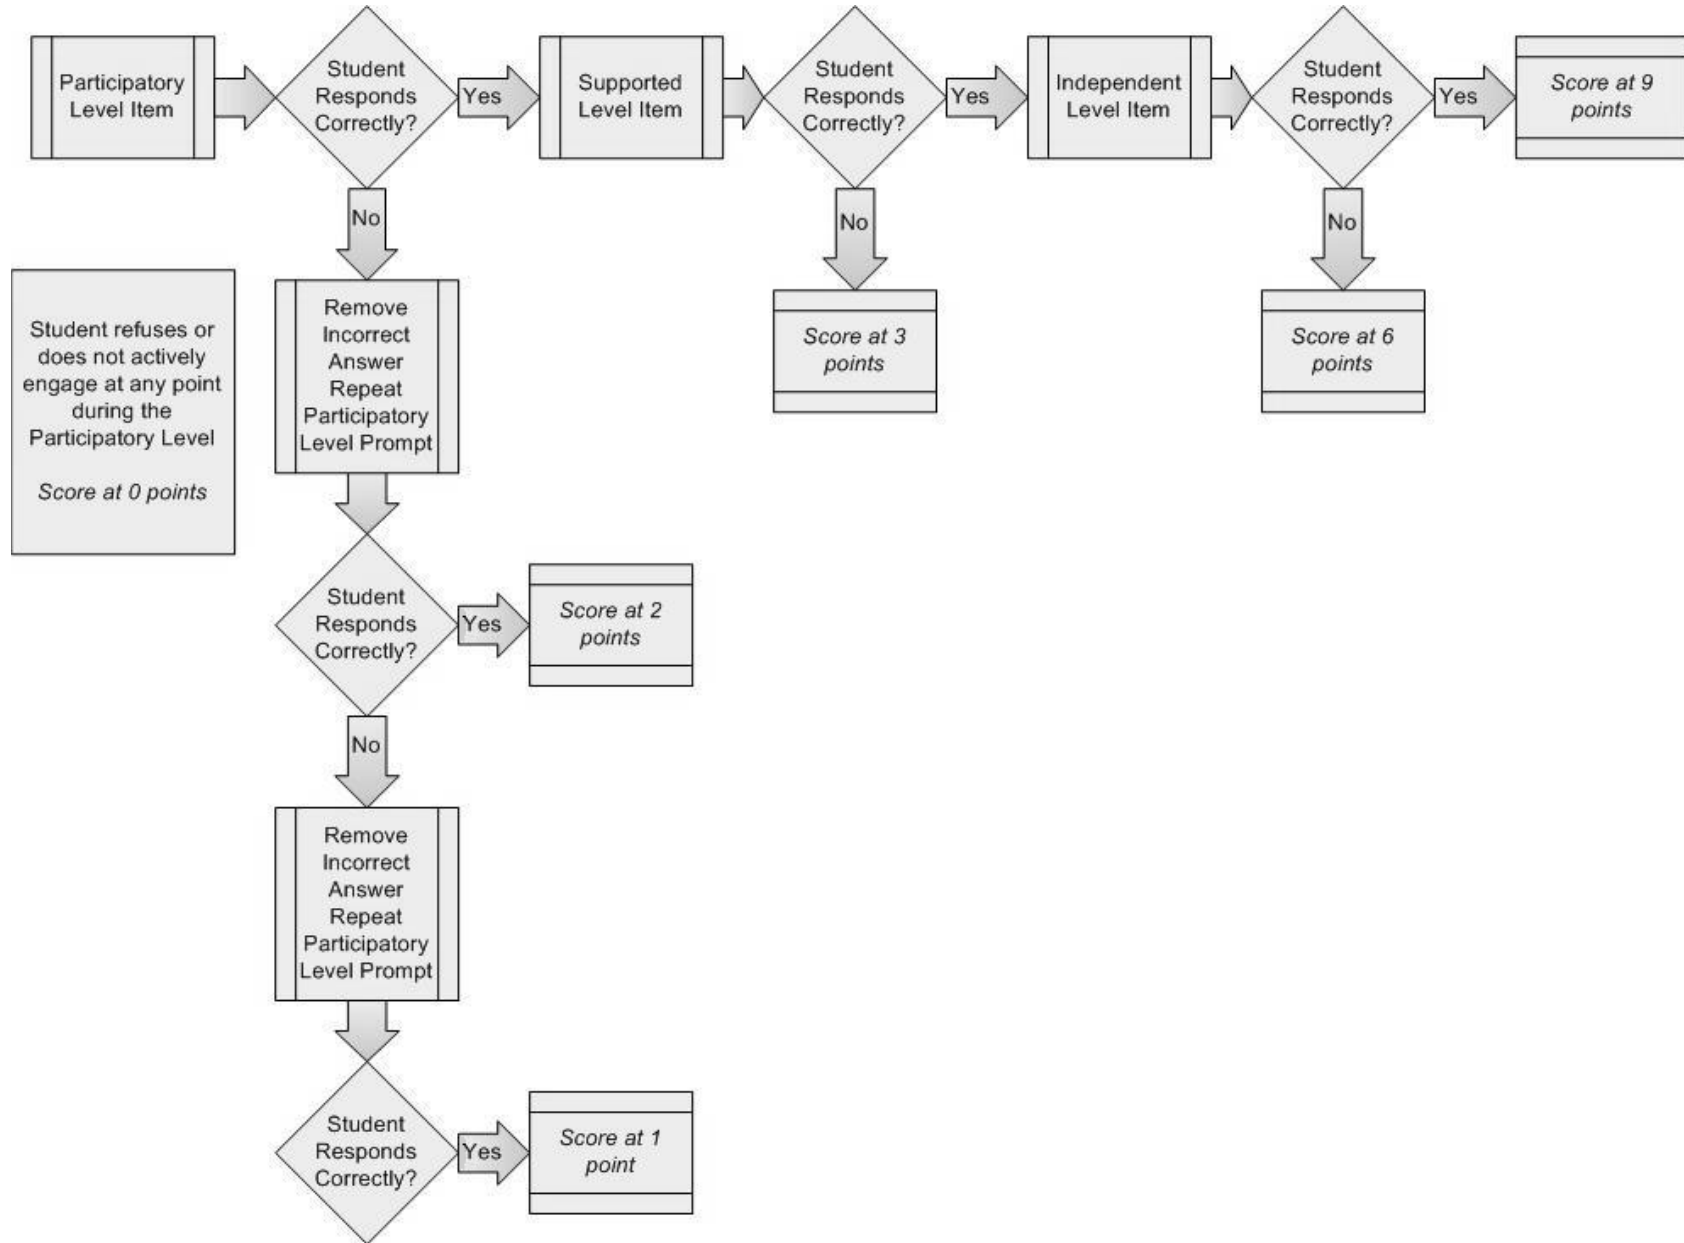 Participatory
Level Item
Student
Responds
Correctly?
Yes
Supported
Level Item
Student
Responds
Correctly?
Yes
Independent
Level Item
Student
Responds
Correctly?
Yes
Score at 9
points
No
No
No
Student refuses or
does not actively
engage at any point
during the
Participatory Level
Score at 0 points
Remove
Incorrect
Answer
Repeat
Participatory
Level Prompt
Score at 3
points
Score at 6
points
Student
Responds
Correctly?
Yes
Score at 2
points
No
Remove
Incorrect
Answer
Repeat
Participatory
Level Prompt
Student
Responds
Correctly?
Yes
Score at 1
point